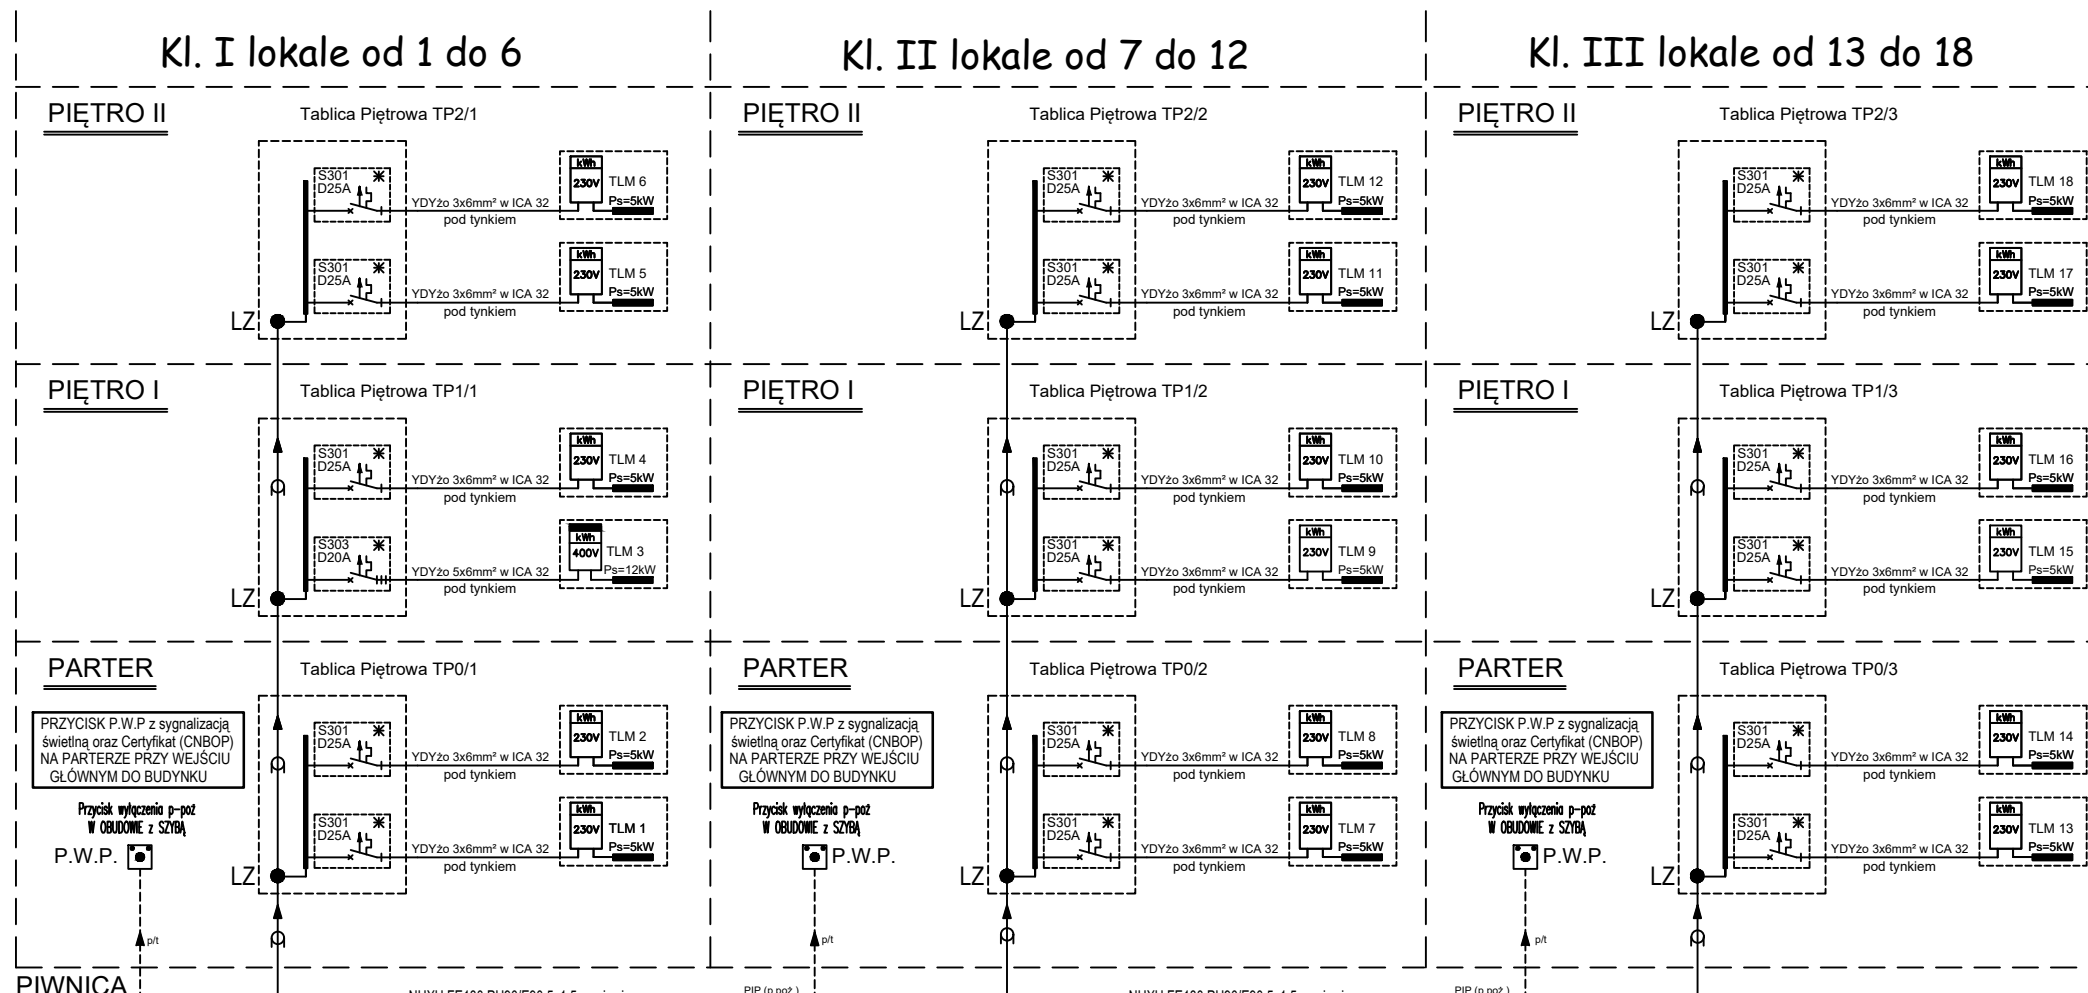 Kl. I lokale od 1 do 6
Kl. II lokale od 7 do 12
Kl. III lokale od 13 do 18
PIĘTRO II
Tablica Piętrowa TP2/1
S301
D25A
YDYżo 3x6mm² w ICA 32
pod tynkiem
kWh
230V
TLM 6
Ps=5kW
S301
D25A
YDYżo 3x6mm² w ICA 32
pod tynkiem
kWh
230V
TLM 5
Ps=5kW
LZ
PIĘTRO II
Tablica Piętrowa TP2/2
S301
D25A
YDYżo 3x6mm² w ICA 32
pod tynkiem
kWh
230V
TLM 12
Ps=5kW
S301
D25A
YDYżo 3x6mm² w ICA 32
pod tynkiem
kWh
230V
TLM 11
Ps=5kW
LZ
PIĘTRO II
Tablica Piętrowa TP2/3
S301
D25A
YDYżo 3x6mm² w ICA 32
pod tynkiem
kWh
230V
TLM 18
Ps=5kW
S301
D25A
YDYżo 3x6mm² w ICA 32
pod tynkiem
kWh
230V
TLM 17
Ps=5kW
LZ
PIĘTRO I
Tablica Piętrowa TP1/1
S301
D25A
YDYżo 3x6mm² w ICA 32
pod tynkiem
kWh
230V
TLM 4
Ps=5kW
S303
D20A
YDYżo 5x6mm² w ICA 32
pod tynkiem
kWh
400V
TLM 3
Ps=12kW
LZ
PIĘTRO I
Tablica Piętrowa TP1/2
S301
D25A
YDYżo 3x6mm² w ICA 32
pod tynkiem
kWh
230V
TLM 10
Ps=5kW
S301
D25A
YDYżo 3x6mm² w ICA 32
pod tynkiem
kWh
230V
TLM 9
Ps=5kW
LZ
PIĘTRO I
Tablica Piętrowa TP1/3
S301
D25A
YDYżo 3x6mm² w ICA 32
pod tynkiem
kWh
230V
TLM 16
Ps=5kW
S301
D25A
YDYżo 3x6mm² w ICA 32
pod tynkiem
kWh
230V
TLM 15
Ps=5kW
LZ
PARTER
Tablica Piętrowa TP0/1
PRZYCISK P.W.P z sygnalizacją
świetlną oraz Certyfikat (CNBOP)
NA PARTERZE PRZY WEJŚCIU
GŁÓWNYM DO BUDYNKU
Przycisk wyłączenia p-poż
W OBUDOWIE z SZYBĄ
P.W.P.
p/t
S301
D25A
YDYżo 3x6mm² w ICA 32
pod tynkiem
kWh
230V
TLM 2
Ps=5kW
S301
D25A
YDYżo 3x6mm² w ICA 32
pod tynkiem
kWh
230V
TLM 1
Ps=5kW
LZ
PARTER
Tablica Piętrowa TP0/2
PRZYCISK P.W.P z sygnalizacją
świetlną oraz Certyfikat (CNBOP)
NA PARTERZE PRZY WEJŚCIU
GŁÓWNYM DO BUDYNKU
Przycisk wyłączenia p-poż
W OBUDOWIE z SZYBĄ
P.W.P.
p/t
S301
D25A
YDYżo 3x6mm² w ICA 32
pod tynkiem
kWh
230V
TLM 8
Ps=5kW
S301
D25A
YDYżo 3x6mm² w ICA 32
pod tynkiem
kWh
230V
TLM 7
Ps=5kW
LZ
PARTER
Tablica Piętrowa TP0/3
PRZYCISK P.W.P z sygnalizacją
świetlną oraz Certyfikat (CNBOP)
NA PARTERZE PRZY WEJŚCIU
GŁÓWNYM DO BUDYNKU
Przycisk wyłączenia p-poż
W OBUDOWIE z SZYBĄ
P.W.P.
p/t
S301
D25A
YDYżo 3x6mm² w ICA 32
pod tynkiem
kWh
230V
TLM 14
Ps=5kW
S301
D25A
YDYżo 3x6mm² w ICA 32
pod tynkiem
kWh
230V
TLM 13
Ps=5kW
LZ
PIWNICA
PIP (p.poż.)
PIP (p.poż.)